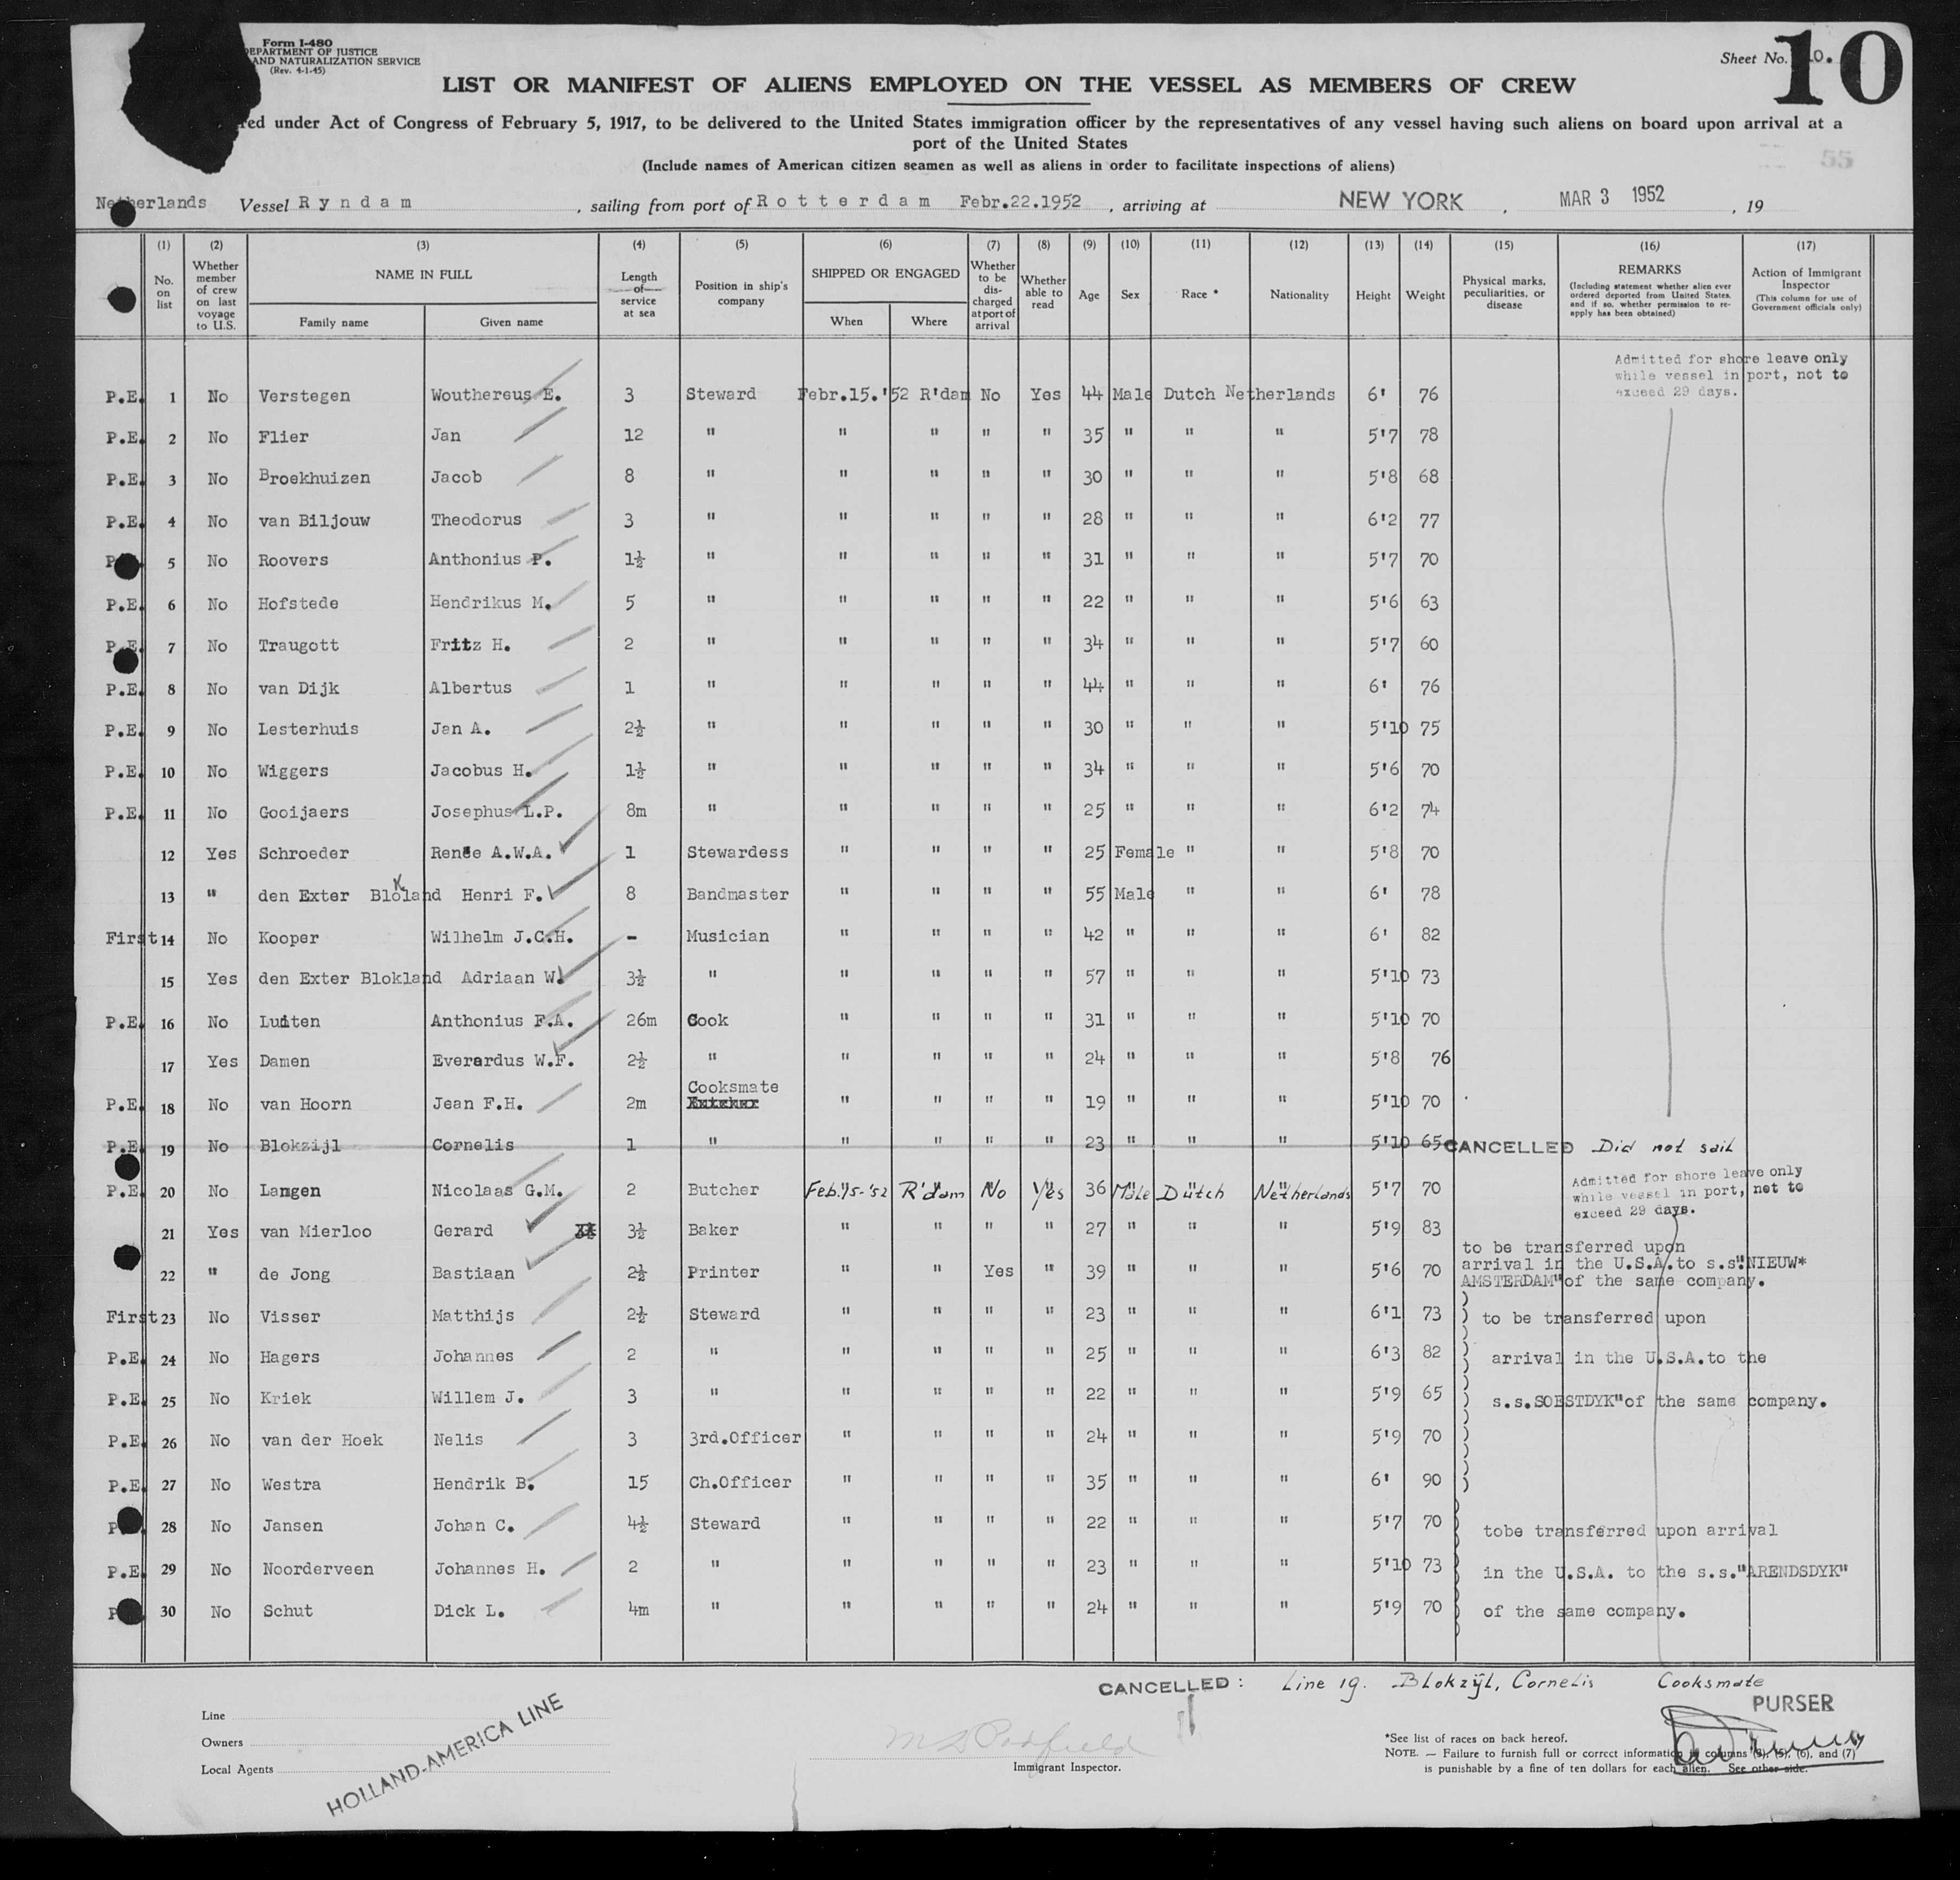 Form I-480
DEPARTMENT OF JUSTICE
AND NATURALIZATION SERVICE
(Rev. 4-1-45)
Sheet No. 10.
10
LIST OR MANIFEST OF ALIENS EMPLOYED ON THE VESSEL AS MEMBERS OF CREW
red under Act of Congress of February 5, 1917, to be delivered to the United States immigration officer by the representatives of any vessel having such aliens on board upon arrival at a
port of the United States
(Include names of American citizen seamen as well as aliens in order to facilitate inspections of aliens)
55
Netherlands Vessel Ryndam, sailing from port of Rotterdam Febr.22.1952, arriving at NEW YORK, MAR 3 1952, 19
(1) (2) (3) (4) (5) (6) (7) (8) (9) (10) (11) (12) (13) (14) (15) (16) (17)
No. on list
Whether member of crew on last voyage to U.S.
NAME IN FULL
Family name Given name
Length of service at sea
Position in ship's company
SHIPPED OR ENGAGED
When Where
Whether to be discharged at port of arrival
Whether able to read
Age
Sex
Race *
Nationality
Height
Weight
Physical marks, peculiarities, or disease
REMARKS
(Including statement whether alien ever ordered deported from United States, and if so, whether permission to reapply has been obtained)
Action of Immigrant Inspector
(This column for use of Government officials only)
Admitted for shore leave only
while vessel in port, not to
exceed 29 days.
P.E. 1 No Verstegen Wouthereus E. 3 Steward Febr.15.'52 R'dam No Yes 44 Male Dutch Netherlands 6' 76
P.E. 2 No Flier Jan 12 " " " " " 35 " " " 5'7 78
P.E. 3 No Broekhuizen Jacob 8 " " " " " 30 " " " 5'8 68
P.E. 4 No van Biljouw Theodorus 3 " " " " " 28 " " " 6'2 77
P. 5 No Roovers Anthonius P. 1½ " " " " " 31 " " " 5'7 70
P.E. 6 No Hofstede Hendrikus M. 5 " " " " " 22 " " " 5'6 63
P.E. 7 No Traugott Fritz H. 2 " " " " " 34 " " " 5'7 60
P.E. 8 No van Dijk Albertus 1 " " " " " 44 " " " 6' 76
P.E. 9 No Lesterhuis Jan A. 2½ " " " " " 30 " " " 5'10 75
P.E. 10 No Wiggers Jacobus H. 1½ " " " " " 34 " " " 5'6 70
P.E. 11 No Gooijaers Josephus L.P. 8m " " " " " 25 " " " 6'2 74
12 Yes Schroeder Renée A.W.A. 1 Stewardess " " " " 25 Female " " 5'8 70
13 " den Exter Blokland Henri F. 8 Bandmaster " " " " 55 Male " " 6' 78
First 14 No Kooper Wilhelm J.C.H. - Musician " " " " 42 " " " 6' 82
15 Yes den Exter Blokland Adriaan W. 3½ " " " " " 57 " " " 5'10 73
P.E. 16 No Luiten Anthonius F.A. 26m Cook " " " " 31 " " " 5'10 70
17 Yes Damen Everardus W.F. 2½ " " " " " 24 " " " 5'8 76
P.E. 18 No van Hoorn Jean F.H. 2m Cooksmate " " " " 19 " " " 5'10 70
P.E. 19 No Blokzijl Cornelis 1 " " " " " 23 " " " 5'10 65 CANCELLED Did not sail
Admitted for shore leave only
while vessel in port, not to
exceed 29 days.
P.E. 20 No Langen Nicolaas G.M. 2 Butcher Feb.15-'52 R'dam No Yes 36 Male Dutch Netherlands 5'7 70
21 Yes van Mierloo Gerard 3½ Baker " " " " 27 " " " 5'9 83
22 " de Jong Bastiaan 2½ Printer " " Yes " 39 " " " 5'6 70
to be transferred upon
arrival in the U.S.A. to s.s."NIEUW*
AMSTERDAM" of the same company.
First 23 No Visser Matthijs 2½ Steward " " " " 23 " " " 6'1 73 to be transferred upon
P.E. 24 No Hagers Johannes 2 " " " " " 25 " " " 6'3 82 arrival in the U.S.A. to the
P.E. 25 No Kriek Willem J. 3 " " " " " 22 " " " 5'9 65 s.s.SOESTDYK" of the same company.
P.E. 26 No van der Hoek Nelis 3 3rd.Officer " " " " 24 " " " 5'9 70
P.E. 27 No Westra Hendrik B. 15 Ch.Officer " " " " 35 " " " 6' 90
P. 28 No Jansen Johan C. 4½ Steward " " " " 22 " " " 5'7 70 tobe transferred upon arrival
P.E. 29 No Noorderveen Johannes H. 2 " " " " " 23 " " " 5'10 73 in the U.S.A. to the s.s."ARENDSDYK"
P. 30 No Schut Dick L. 4m " " " " " 24 " " " 5'9 70 of the same company.
CANCELLED: Line 19. Blokzijl, Cornelis Cooksmate
PURSER
Line
Owners
Local Agents
HOLLAND-AMERICA LINE
Immigrant Inspector.
*See list of races on back hereof.
NOTE. — Failure to furnish full or correct information in columns (3), (5), (6), and (7)
is punishable by a fine of ten dollars for each alien. See other side.